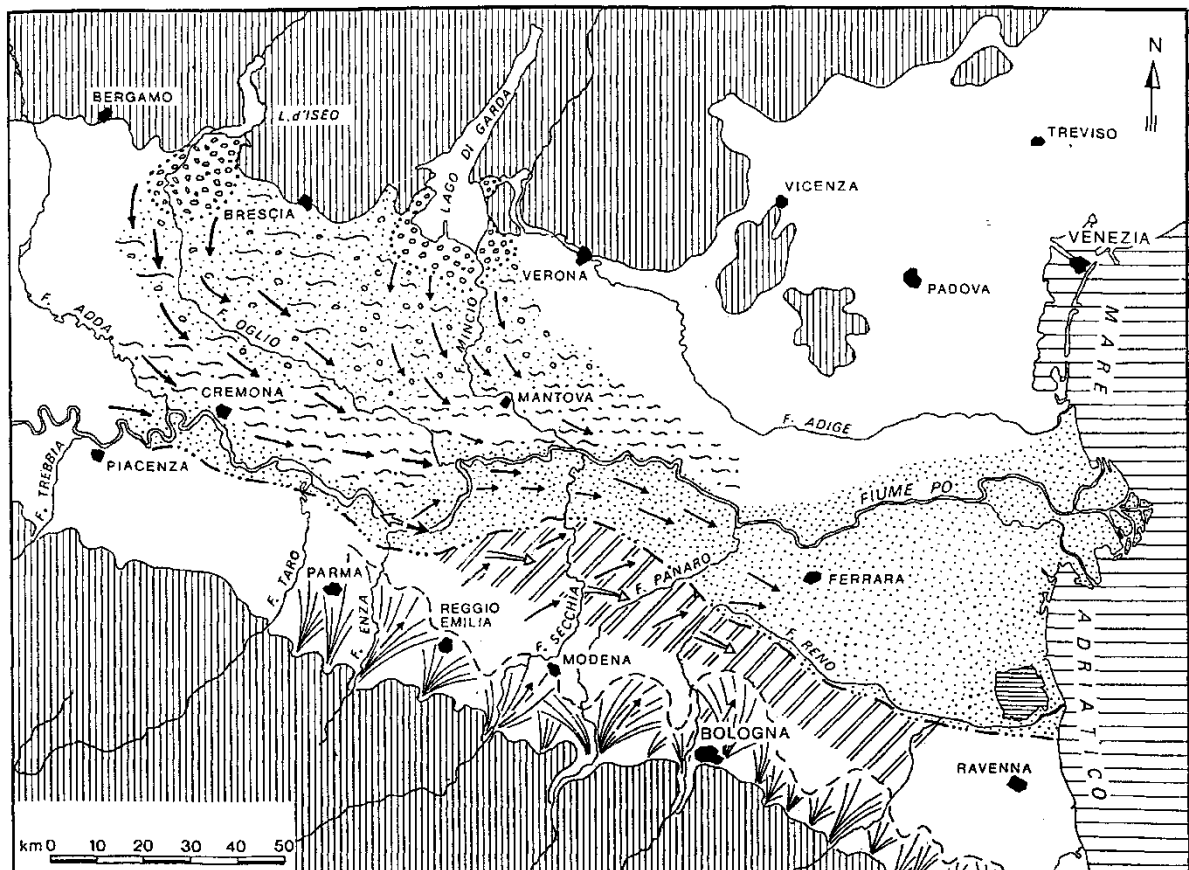 N
BERGAMO
L. d'ISÉO
LAGO DI GARDA
TREVISO
VICENZA
BRESCIA
VENEZIA
VERONA
PADOVA
F. ADDA
F. OGLIO
F. MINCIO
MARE
CREMONA
MANTOVA
F. ADIGE
PIACENZA
F. TREBBIA
FIUME PO
F. TARO
PARMA
F. ENZA
REGGIO
EMILIA
F. SECCHIA
F. PANARO
FERRARA
F. RENO
MODENA
ADRIATICO
BOLOGNA
RAVENNA
km 0 10 20 30 40 50